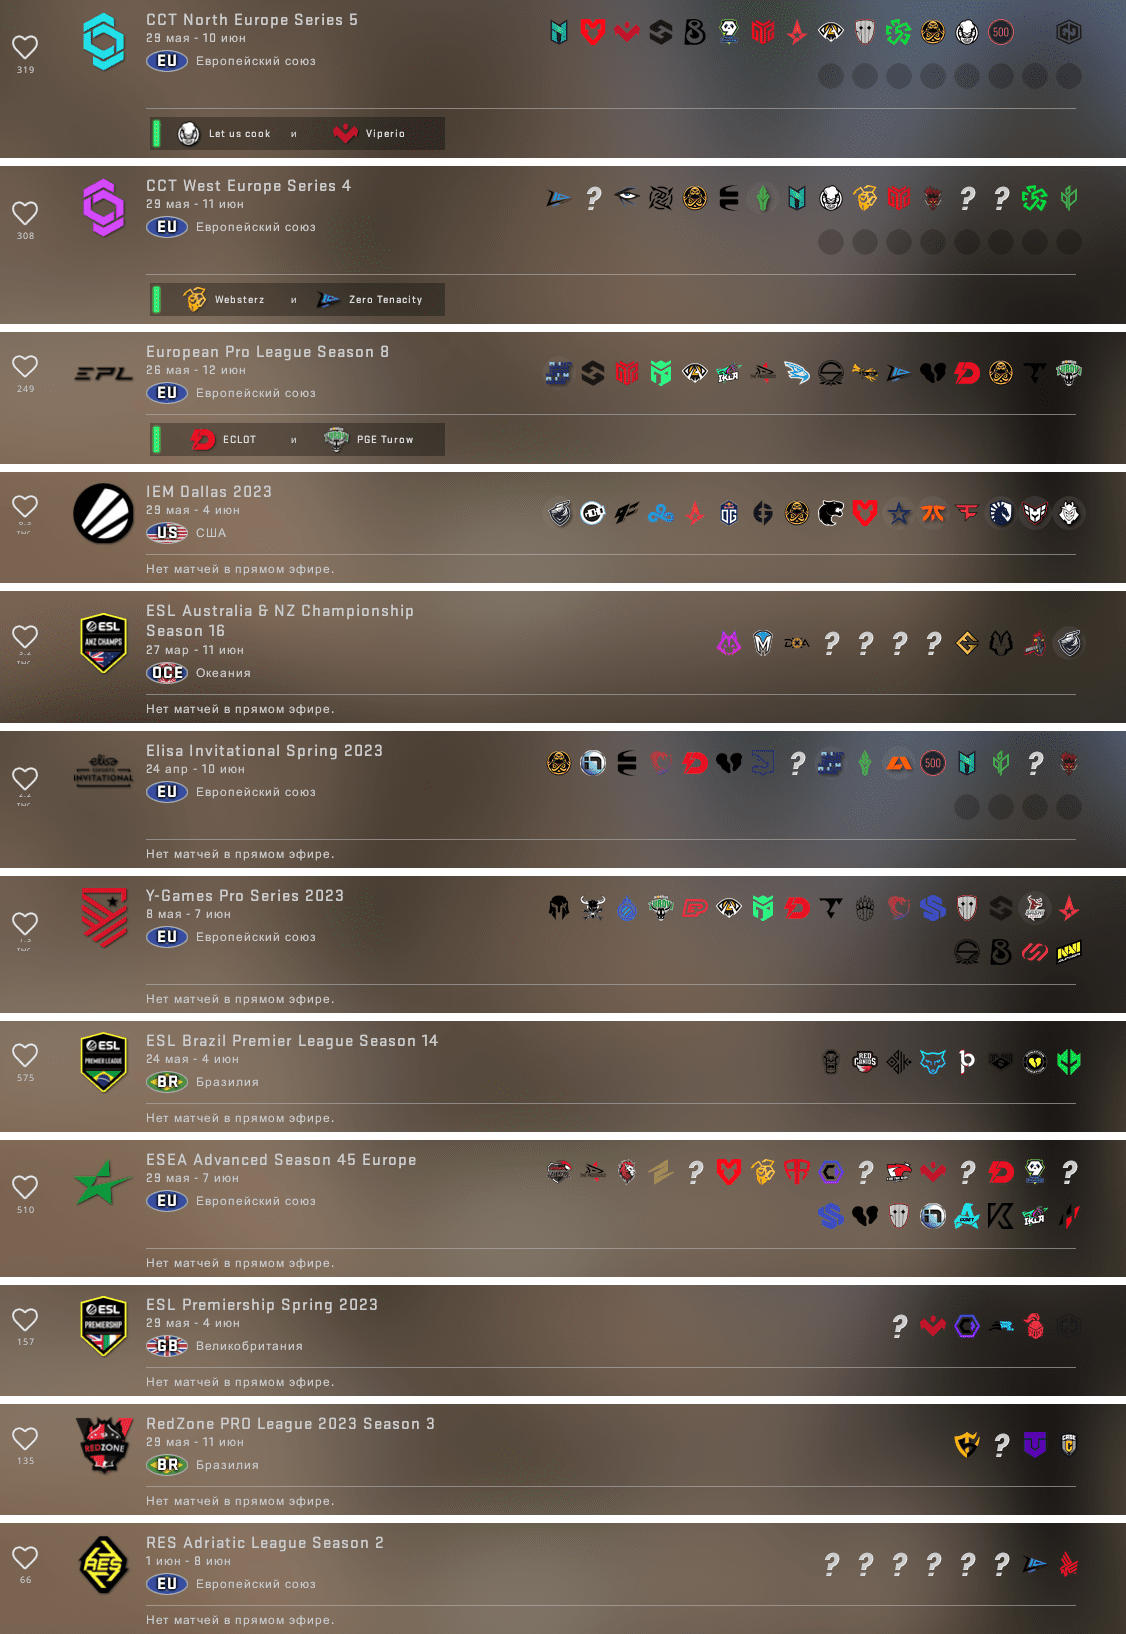 CCT North Europe Series 5
29 мая - 10 июн
EU Европейский союз
319
Let us cook и Viperio
CCT West Europe Series 4
29 мая - 11 июн
EU Европейский союз
308
Websterz и Zero Tenacity
European Pro League Season 8
26 мая - 12 июн
EPL
EU Европейский союз
249
ECLOT и PGE Turow
IEM Dallas 2023
29 мая - 4 июн
US США
Нет матчей в прямом эфире.
ESL Australia & NZ Championship
Season 16
ESL
ANZ CHAMPS
27 мар - 11 июн
OCE Океания
Нет матчей в прямом эфире.
Elisa Invitational Spring 2023
elisa
INVITATIONAL
24 апр - 10 июн
EU Европейский союз
Нет матчей в прямом эфире.
Y-Games Pro Series 2023
8 мая - 7 июн
EU Европейский союз
Нет матчей в прямом эфире.
ESL Brazil Premier League Season 14
ESL
PREMIER LEAGUE
24 мая - 4 июн
575
BR Бразилия
Нет матчей в прямом эфире.
ESEA Advanced Season 45 Europe
29 мая - 7 июн
EU Европейский союз
510
Нет матчей в прямом эфире.
ESL Premiership Spring 2023
ESL
PREMIERSHIP
29 мая - 4 июн
157
GB Великобритания
Нет матчей в прямом эфире.
RedZone PRO League 2023 Season 3
REDZONE
29 мая - 11 июн
135
BR Бразилия
Нет матчей в прямом эфире.
RES Adriatic League Season 2
RES
1 июн - 8 июн
66
EU Европейский союз
Нет матчей в прямом эфире.